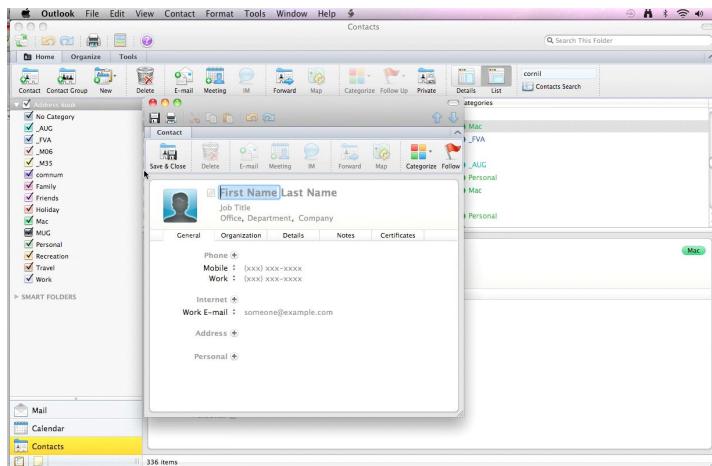 Outlook File Edit View Contact Format Tools Window Help
Contacts
Search This Folder
Home Organize Tools
Contact Contact Group New Delete E-mail Meeting IM Forward Map Categorize Follow Up Private Details List
cornil
Contacts Search
Address Book
No Category
_AUG
_FVA
_M06
_M35
comnum
Family
Friends
Holiday
Mac
MUG
Personal
Recreation
Travel
Work
SMART FOLDERS
Mail
Calendar
Contacts
336 items
ategories
Mac
_FVA
_AUG
Personal
Mac
Personal
Mac
Contact
Save & Close Delete E-mail Meeting IM Forward Map Categorize Follow
First Name Last Name
Job Title
Office, Department, Company
General Organization Details Notes Certificates
Phone
Mobile : (xxx) xxx-xxxx
Work : (xxx) xxx-xxxx
Internet
Work E-mail : someone@example.com
Address
Personal